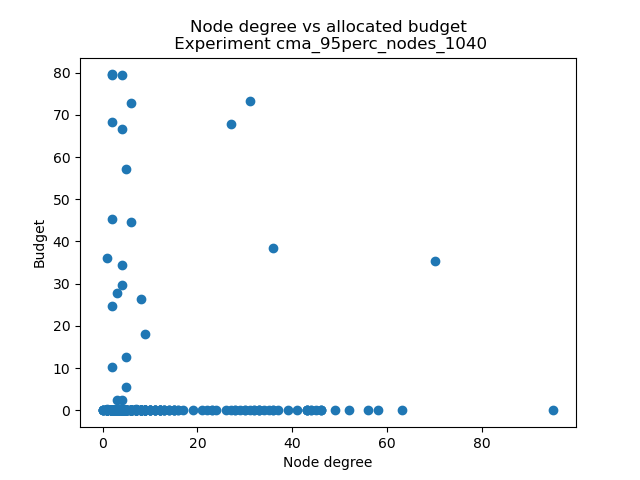 Node degree vs allocated budget
Experiment cma_95perc_nodes_1040
80
70
60
50
40
30
20
10
0
Budget
0 20 40 60 80
Node degree